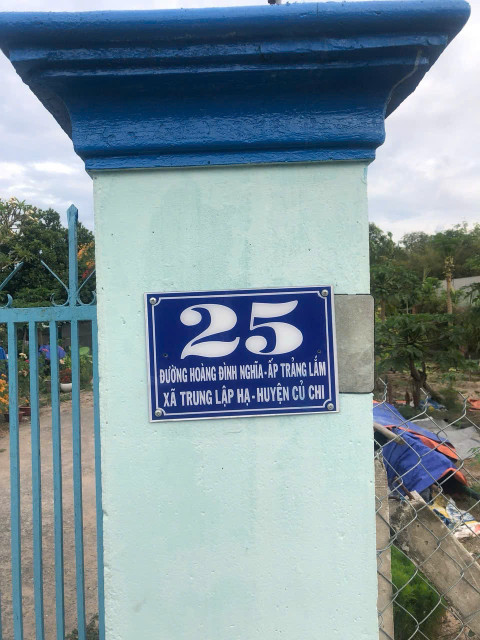 25
ĐƯỜNG HOÀNG ĐÌNH NGHĨA-ẤP TRẢNG LẮM
XÃ TRUNG LẬP HẠ-HUYỆN CỦ CHI